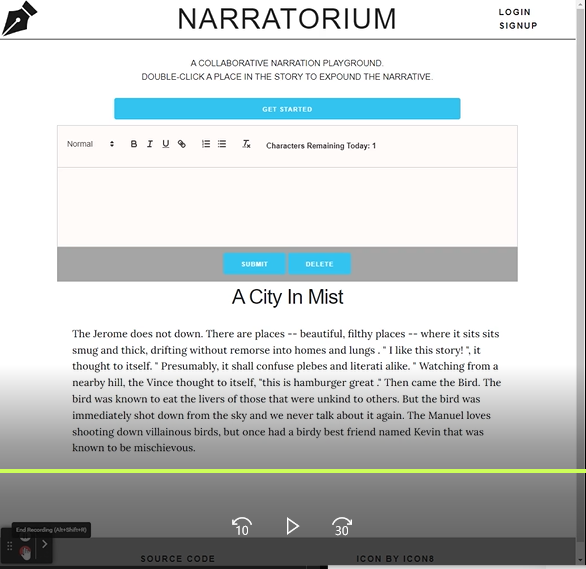 NARRATORIUM
LOGIN
SIGNUP
A COLLABORATIVE NARRATION PLAYGROUND.
DOUBLE-CLICK A PLACE IN THE STORY TO EXPOUND THE NARRATIVE.
GET STARTED
Normal B I U Characters Remaining Today: 1
SUBMIT DELETE
A City In Mist
The Jerome does not down. There are places -- beautiful, filthy places -- where it sits sits
smug and thick, drifting without remorse into homes and lungs . " I like this story! ", it
thought to itself. " Presumably, it shall confuse plebes and literati alike. " Watching from a
nearby hill, the Vince thought to itself, "this is hamburger great ." Then came the Bird. The
bird was known to eat the livers of those that were unkind to others. But the bird was
immediately shot down from the sky and we never talk about it again. The Manuel loves
shooting down villainous birds, but once had a birdy best friend named Kevin that was
known to be mischievous.
10 30
End Recording (Alt+Shift+R)
SOURCE CODE ICON BY ICON8